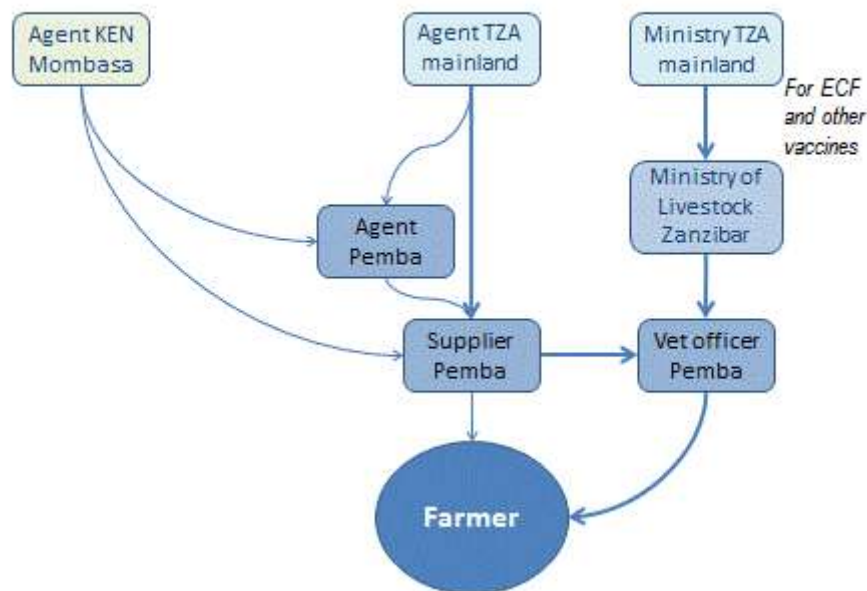 Agent KEN
Mombasa
Agent TZA
mainland
Ministry TZA
mainland
For ECF
and other
vaccines
Ministry of
Livestock
Zanzibar
Agent
Pemba
Supplier
Pemba
Vet officer
Pemba
Farmer